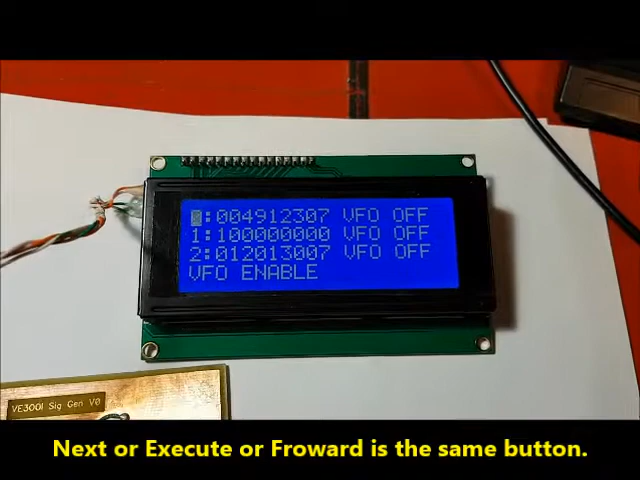 :004912307 VFO OFF
1:100000000 VFO OFF
2:012013007 VFO OFF
VFO ENABLE
VE3OOI Sig Gen V0
Next or Execute or Froward is the same button.